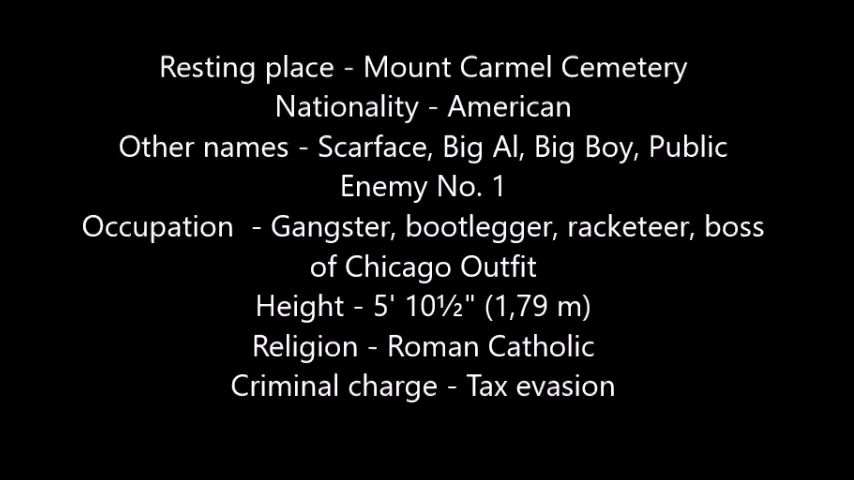 Resting place - Mount Carmel Cemetery
Nationality - American
Other names - Scarface, Big Al, Big Boy, Public
Enemy No. 1
Occupation  - Gangster, bootlegger, racketeer, boss
of Chicago Outfit
Height - 5' 10½" (1,79 m)
Religion - Roman Catholic
Criminal charge - Tax evasion